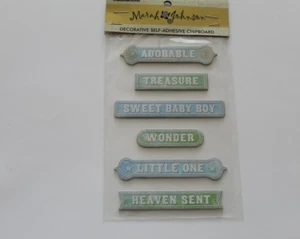 Marah Johnson
DECORATIVE SELF-ADHESIVE CHIPBOARD
ADORABLE
TREASURE
SWEET BABY BOY
WONDER
LITTLE ONE
HEAVEN SENT